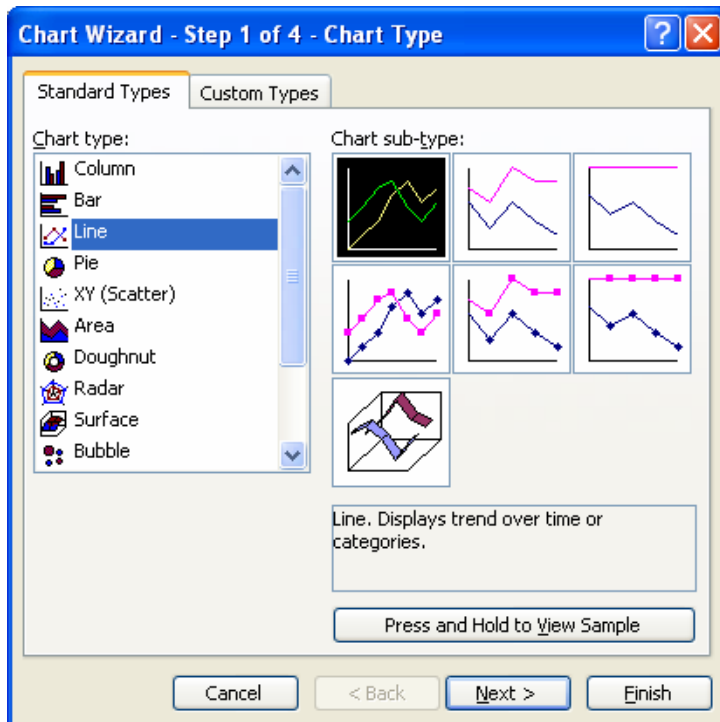 Chart Wizard - Step 1 of 4 - Chart Type
Standard Types
Custom Types
Chart type:
Column
Bar
Line
Pie
XY (Scatter)
Area
Doughnut
Radar
Surface
Bubble
Chart sub-type:
Line. Displays trend over time or
categories.
Press and Hold to View Sample
Cancel
< Back
Next >
Finish